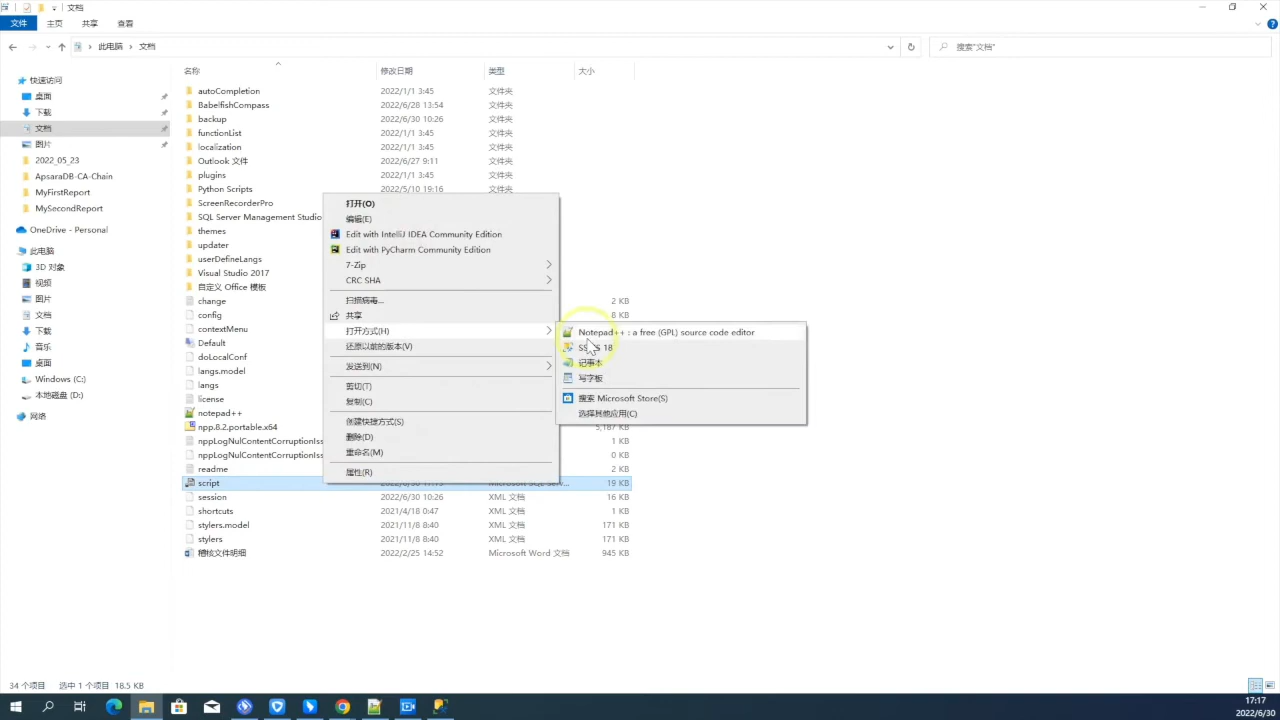 文档
文件 主页 共享 查看
此电脑 文档 搜索"文档"
名称 修改日期 类型 大小
快速访问
桌面
下载
文档
图片
2022_05_23
ApsaraDB-CA-Chain
MyFirstReport
MySecondReport
OneDrive - Personal
此电脑
3D 对象
视频
图片
文档
下载
音乐
桌面
Windows (C:)
本地磁盘 (D:)
网络
autoCompletion 2022/1/1 3:45 文件夹
BabelfishCompass 2022/6/28 13:54 文件夹
backup 2022/6/30 10:26 文件夹
functionList 2022/1/1 3:45 文件夹
localization 2022/1/1 3:45 文件夹
Outlook 文件 2022/6/27 9:11 文件夹
plugins 2022/1/1 3:45 文件夹
Python Scripts 2022/5/10 19:16 文件夹
ScreenRecorderPro
SQL Server Management Studio
themes
updater
userDefineLangs
Visual Studio 2017
自定义 Office 模板
change 2 KB
config 8 KB
contextMenu
Default
doLocalConf
langs.model
langs
license
notepad++
npp.8.2.portable.x64 5,187 KB
nppLogNulContentCorruptionIss 1 KB
nppLogNulContentCorruptionIss 0 KB
readme 2 KB
script 19 KB
session 2022/6/30 10:26 XML 文档 16 KB
shortcuts 2021/4/18 0:47 XML 文档 1 KB
stylers.model 2021/11/8 8:40 XML 文档 171 KB
stylers 2021/11/8 8:40 XML 文档 171 KB
稽核文件明细 2022/2/25 14:52 Microsoft Word 文档 945 KB
打开(O)
编辑(E)
Edit with IntelliJ IDEA Community Edition
Edit with PyCharm Community Edition
7-Zip
CRC SHA
扫描病毒...
共享
打开方式(H)
还原以前的版本(V)
发送到(N)
剪切(T)
复制(C)
创建快捷方式(S)
删除(D)
重命名(M)
属性(R)
Notepad++ : a free (GPL) source code editor
18
记事本
写字板
搜索 Microsoft Store(S)
选择其他应用(C)
34 个项目 选中 1 个项目 18.5 KB
17:17
2022/6/30